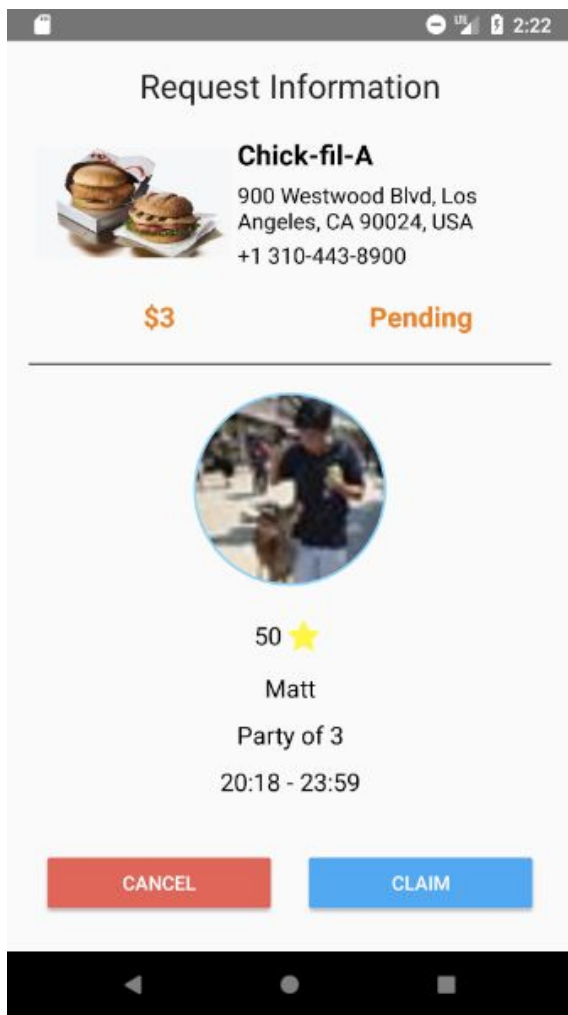 LTE 2:22
Request Information
Chick-fil-A
900 Westwood Blvd, Los
Angeles, CA 90024, USA
+1 310-443-8900
$3 Pending
50
Matt
Party of 3
20:18 - 23:59
CANCEL CLAIM